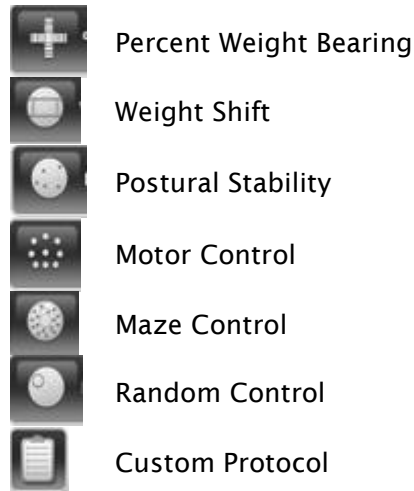 Percent Weight Bearing
Weight Shift
Postural Stability
Motor Control
Maze Control
Random Control
Custom Protocol